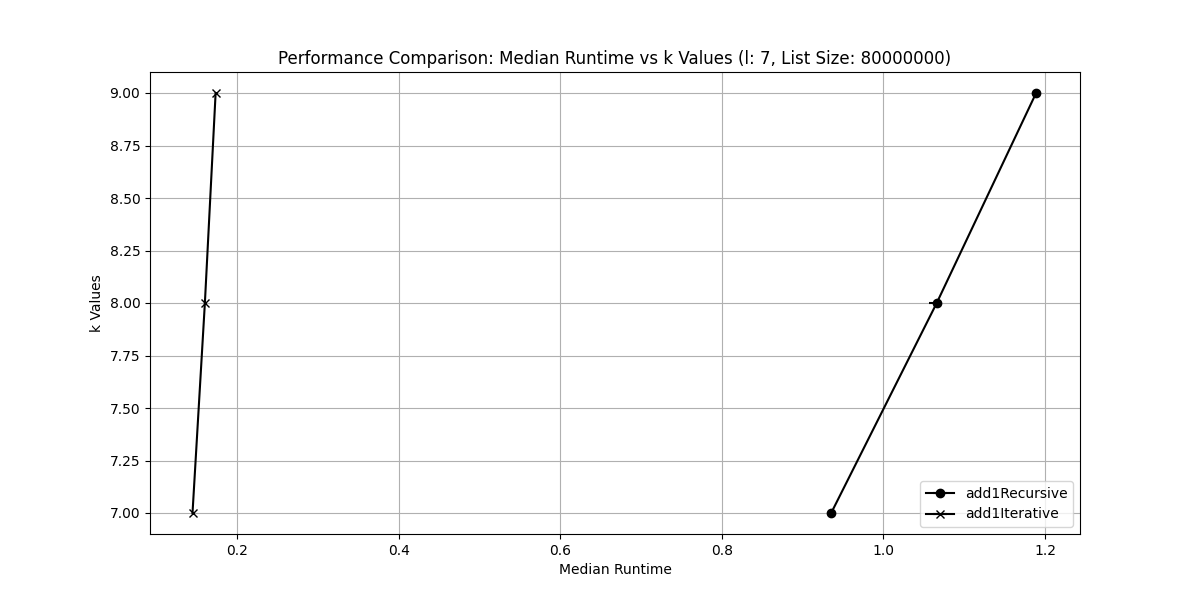 Performance Comparison: Median Runtime vs k Values (l: 7, List Size: 80000000)
9.00
8.75
8.50
8.25
8.00
7.75
7.50
7.25
7.00
k Values
0.2 0.4 0.6 0.8 1.0 1.2
Median Runtime
add1Recursive
add1Iterative